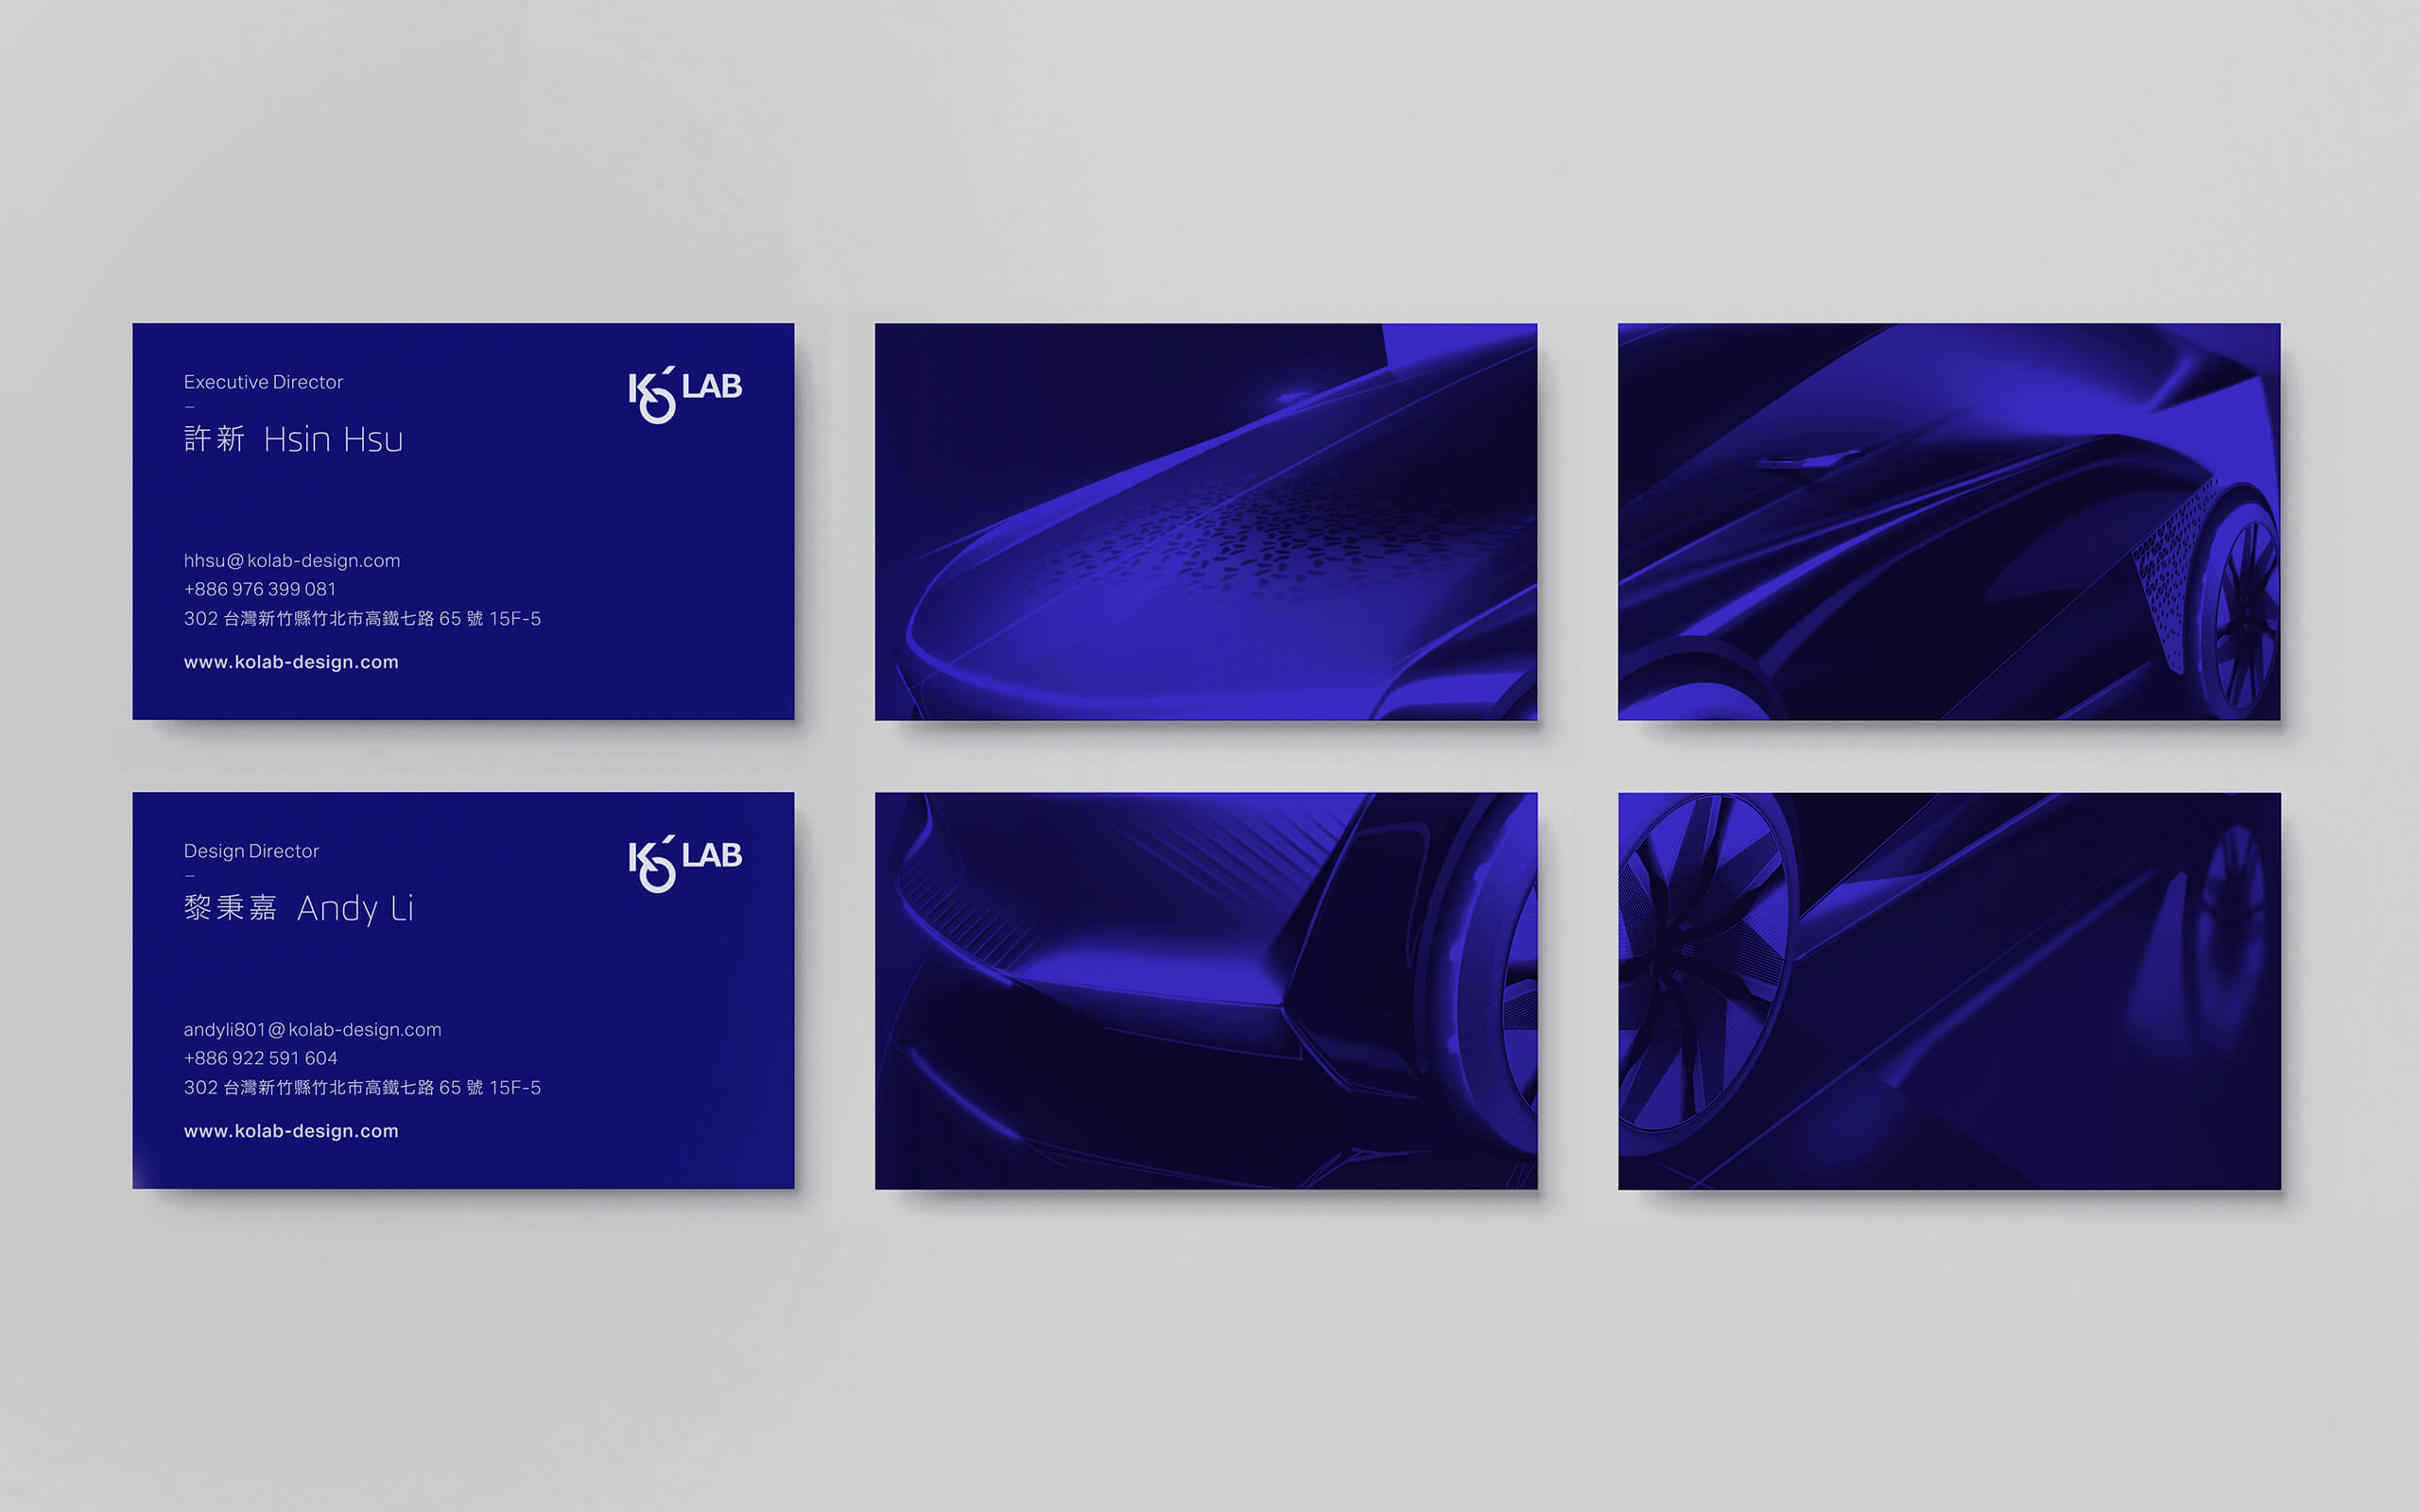 Executive Director
–
許新 Hsin Hsu
KÓ LAB
hhsu@kolab-design.com
+886 976 399 081
302 台灣新竹縣竹北市高鐵七路 65 號 15F-5
www.kolab-design.com
Design Director
–
黎秉嘉 Andy Li
KÓ LAB
andyli801@kolab-design.com
+886 922 591 604
302 台灣新竹縣竹北市高鐵七路 65 號 15F-5
www.kolab-design.com